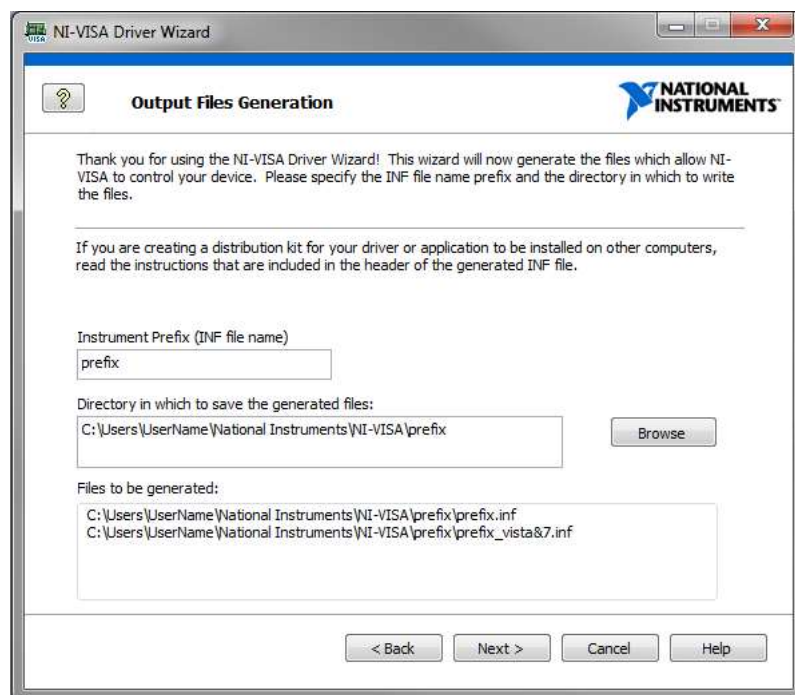 NI-VISA Driver Wizard
VISA
?
Output Files Generation
NATIONAL
INSTRUMENTS™
Thank you for using the NI-VISA Driver Wizard! This wizard will now generate the files which allow NI-
VISA to control your device. Please specify the INF file name prefix and the directory in which to write
the files.
If you are creating a distribution kit for your driver or application to be installed on other computers,
read the instructions that are included in the header of the generated INF file.
Instrument Prefix (INF file name)
prefix
Directory in which to save the generated files:
C:\Users\UserName\National Instruments\NI-VISA\prefix
Browse
Files to be generated:
C:\Users\UserName\National Instruments\NI-VISA\prefix\prefix.inf
C:\Users\UserName\National Instruments\NI-VISA\prefix\prefix_vista&7.inf
< Back Next > Cancel Help